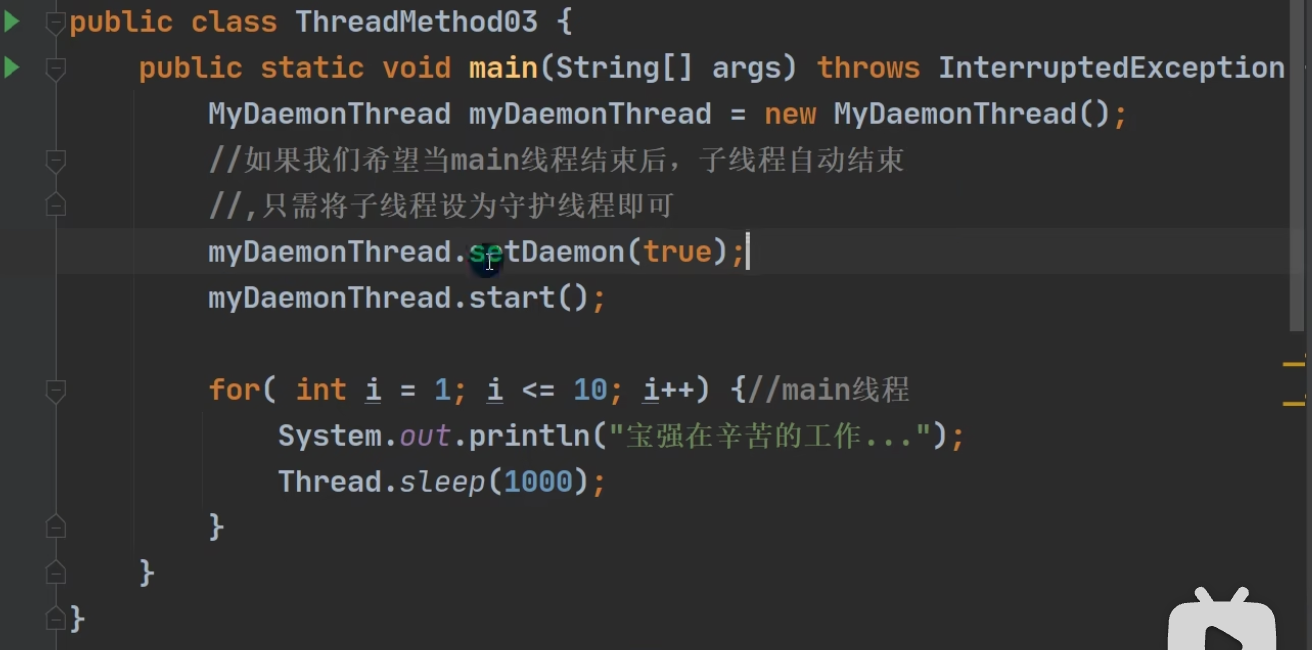 public class ThreadMethod03 {
public static void main(String[] args) throws InterruptedException
MyDaemonThread myDaemonThread = new MyDaemonThread();
//如果我们希望当main线程结束后，子线程自动结束
//,只需将子线程设为守护线程即可
myDaemonThread.setDaemon(true);
myDaemonThread.start();
for( int i = 1; i <= 10; i++) {//main线程
System.out.println("宝强在辛苦的工作...");
Thread.sleep(1000);
}
}
}